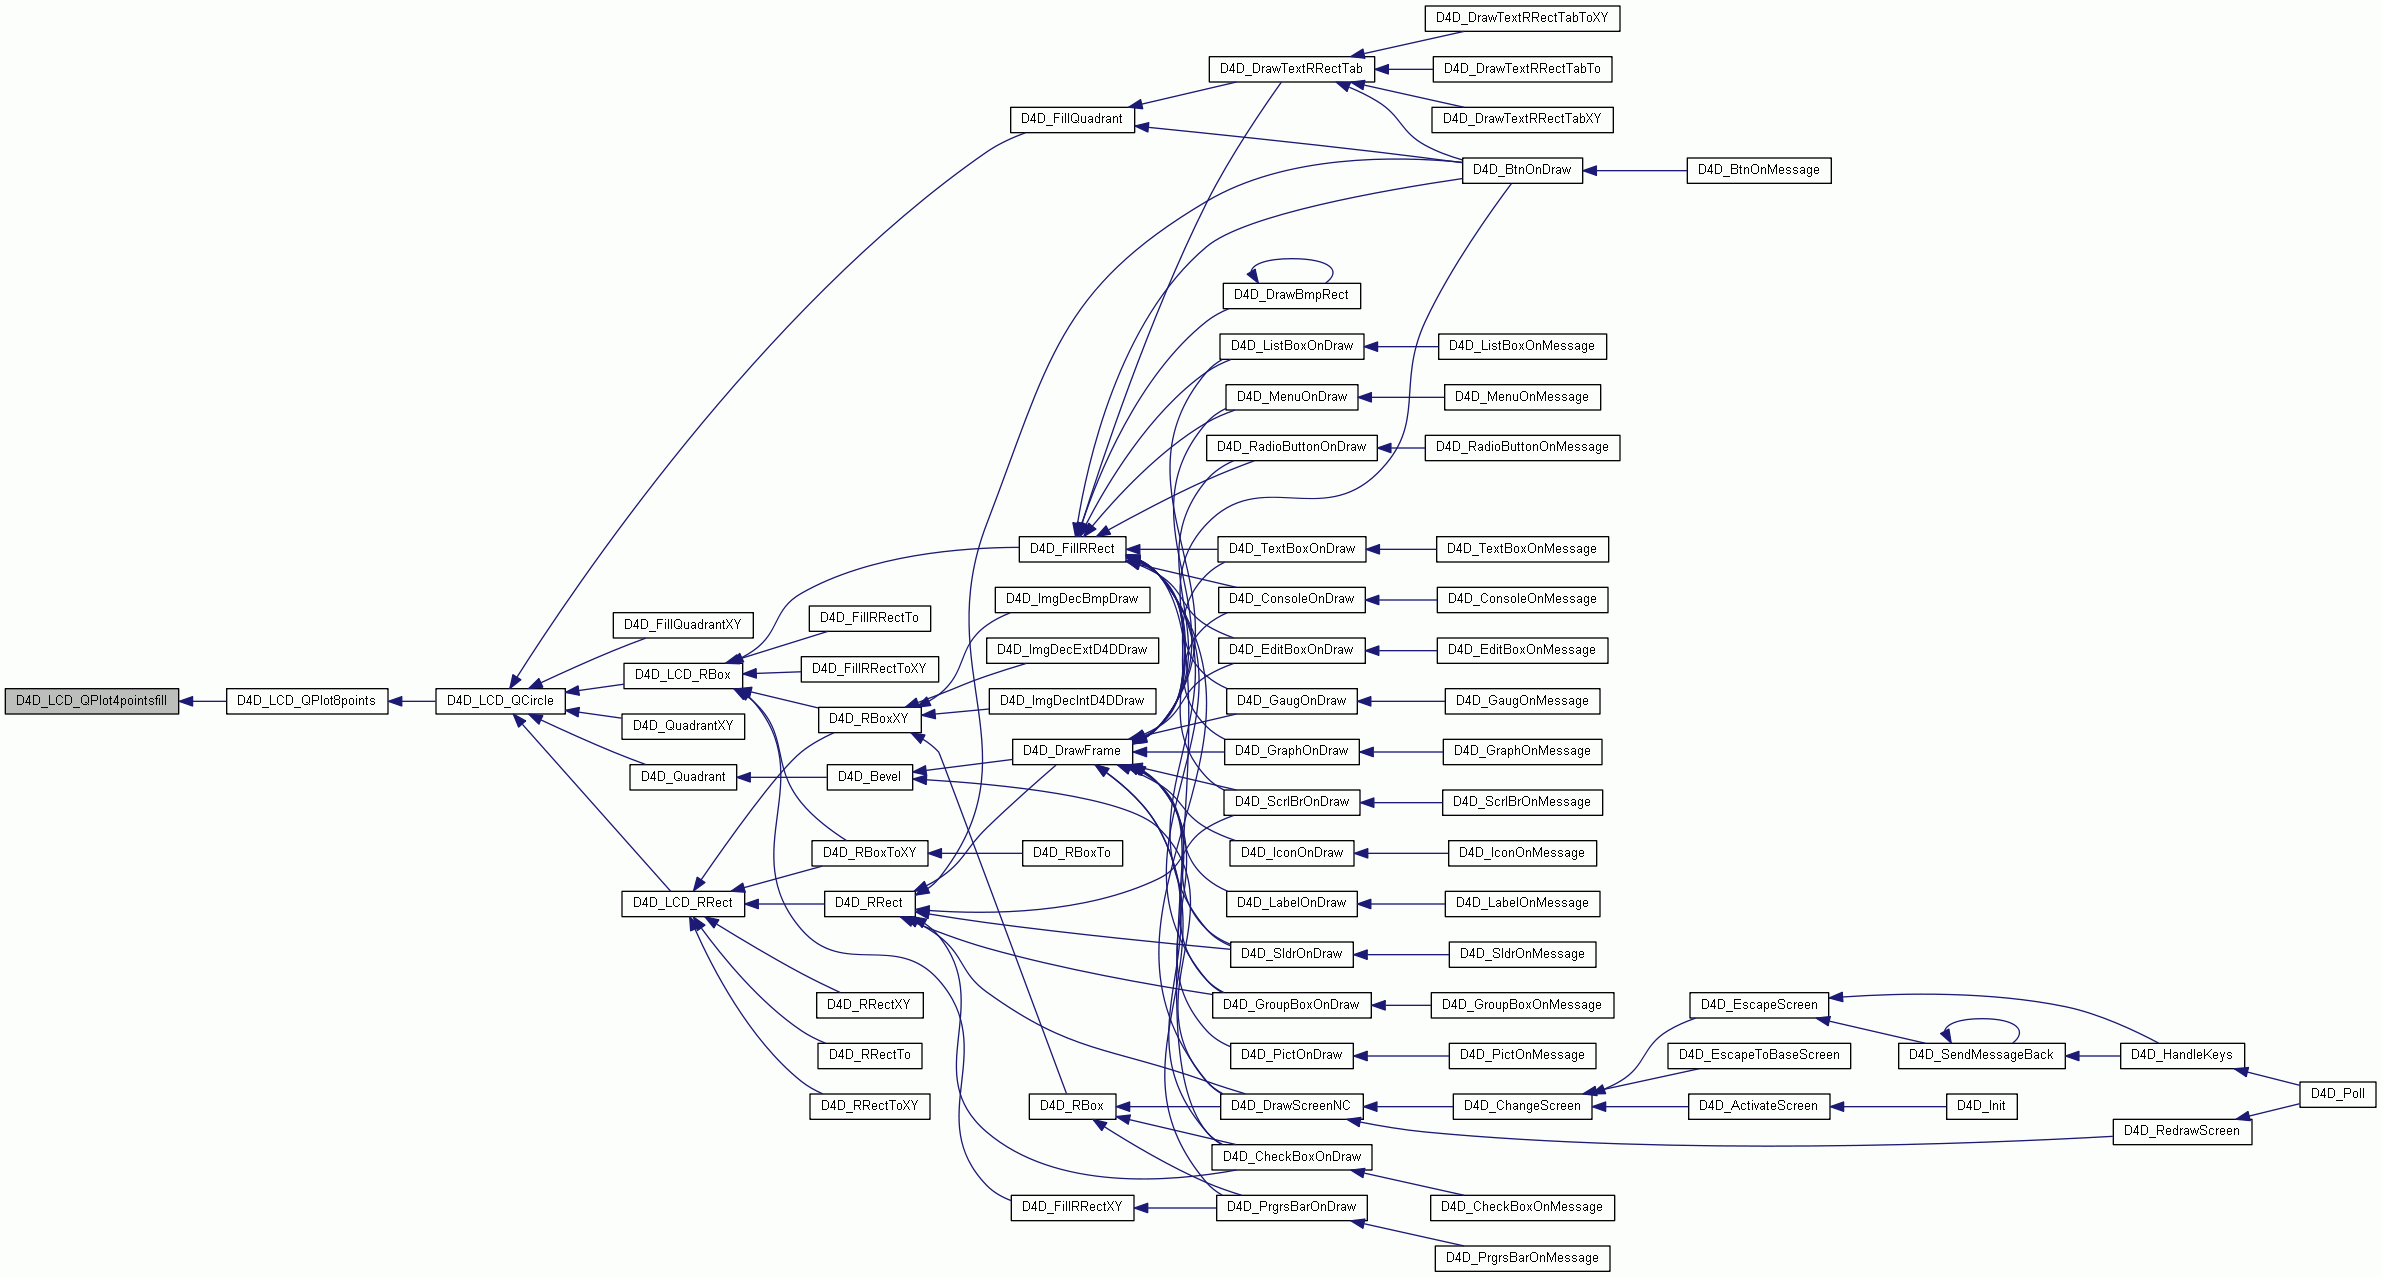 D4D_LCD_QPlot4pointsfill
D4D_LCD_QPlot8points
D4D_LCD_QCircle
D4D_FillQuadrantXY
D4D_LCD_RBox
D4D_QuadrantXY
D4D_Quadrant
D4D_LCD_RRect
D4D_FillRRectTo
D4D_FillRRectToXY
D4D_RBoxXY
D4D_Bevel
D4D_RBoxToXY
D4D_RRect
D4D_RRectXY
D4D_RRectTo
D4D_RRectToXY
D4D_FillQuadrant
D4D_FillRRect
D4D_ImgDecBmpDraw
D4D_ImgDecExtD4DDraw
D4D_ImgDecIntD4DDraw
D4D_DrawFrame
D4D_RBoxTo
D4D_RBox
D4D_FillRRectXY
D4D_DrawTextRRectTab
D4D_DrawBmpRect
D4D_ListBoxOnDraw
D4D_MenuOnDraw
D4D_RadioButtonOnDraw
D4D_TextBoxOnDraw
D4D_ConsoleOnDraw
D4D_EditBoxOnDraw
D4D_GaugOnDraw
D4D_GraphOnDraw
D4D_ScrlBrOnDraw
D4D_IconOnDraw
D4D_LabelOnDraw
D4D_SldrOnDraw
D4D_GroupBoxOnDraw
D4D_PictOnDraw
D4D_DrawScreenNC
D4D_CheckBoxOnDraw
D4D_PrgrsBarOnDraw
D4D_DrawTextRRectTabToXY
D4D_DrawTextRRectTabTo
D4D_DrawTextRRectTabXY
D4D_BtnOnDraw
D4D_ListBoxOnMessage
D4D_MenuOnMessage
D4D_RadioButtonOnMessage
D4D_TextBoxOnMessage
D4D_ConsoleOnMessage
D4D_EditBoxOnMessage
D4D_GaugOnMessage
D4D_GraphOnMessage
D4D_ScrlBrOnMessage
D4D_IconOnMessage
D4D_LabelOnMessage
D4D_SldrOnMessage
D4D_GroupBoxOnMessage
D4D_PictOnMessage
D4D_ChangeScreen
D4D_CheckBoxOnMessage
D4D_PrgrsBarOnMessage
D4D_BtnOnMessage
D4D_EscapeScreen
D4D_EscapeToBaseScreen
D4D_ActivateScreen
D4D_SendMessageBack
D4D_Init
D4D_HandleKeys
D4D_RedrawScreen
D4D_Poll